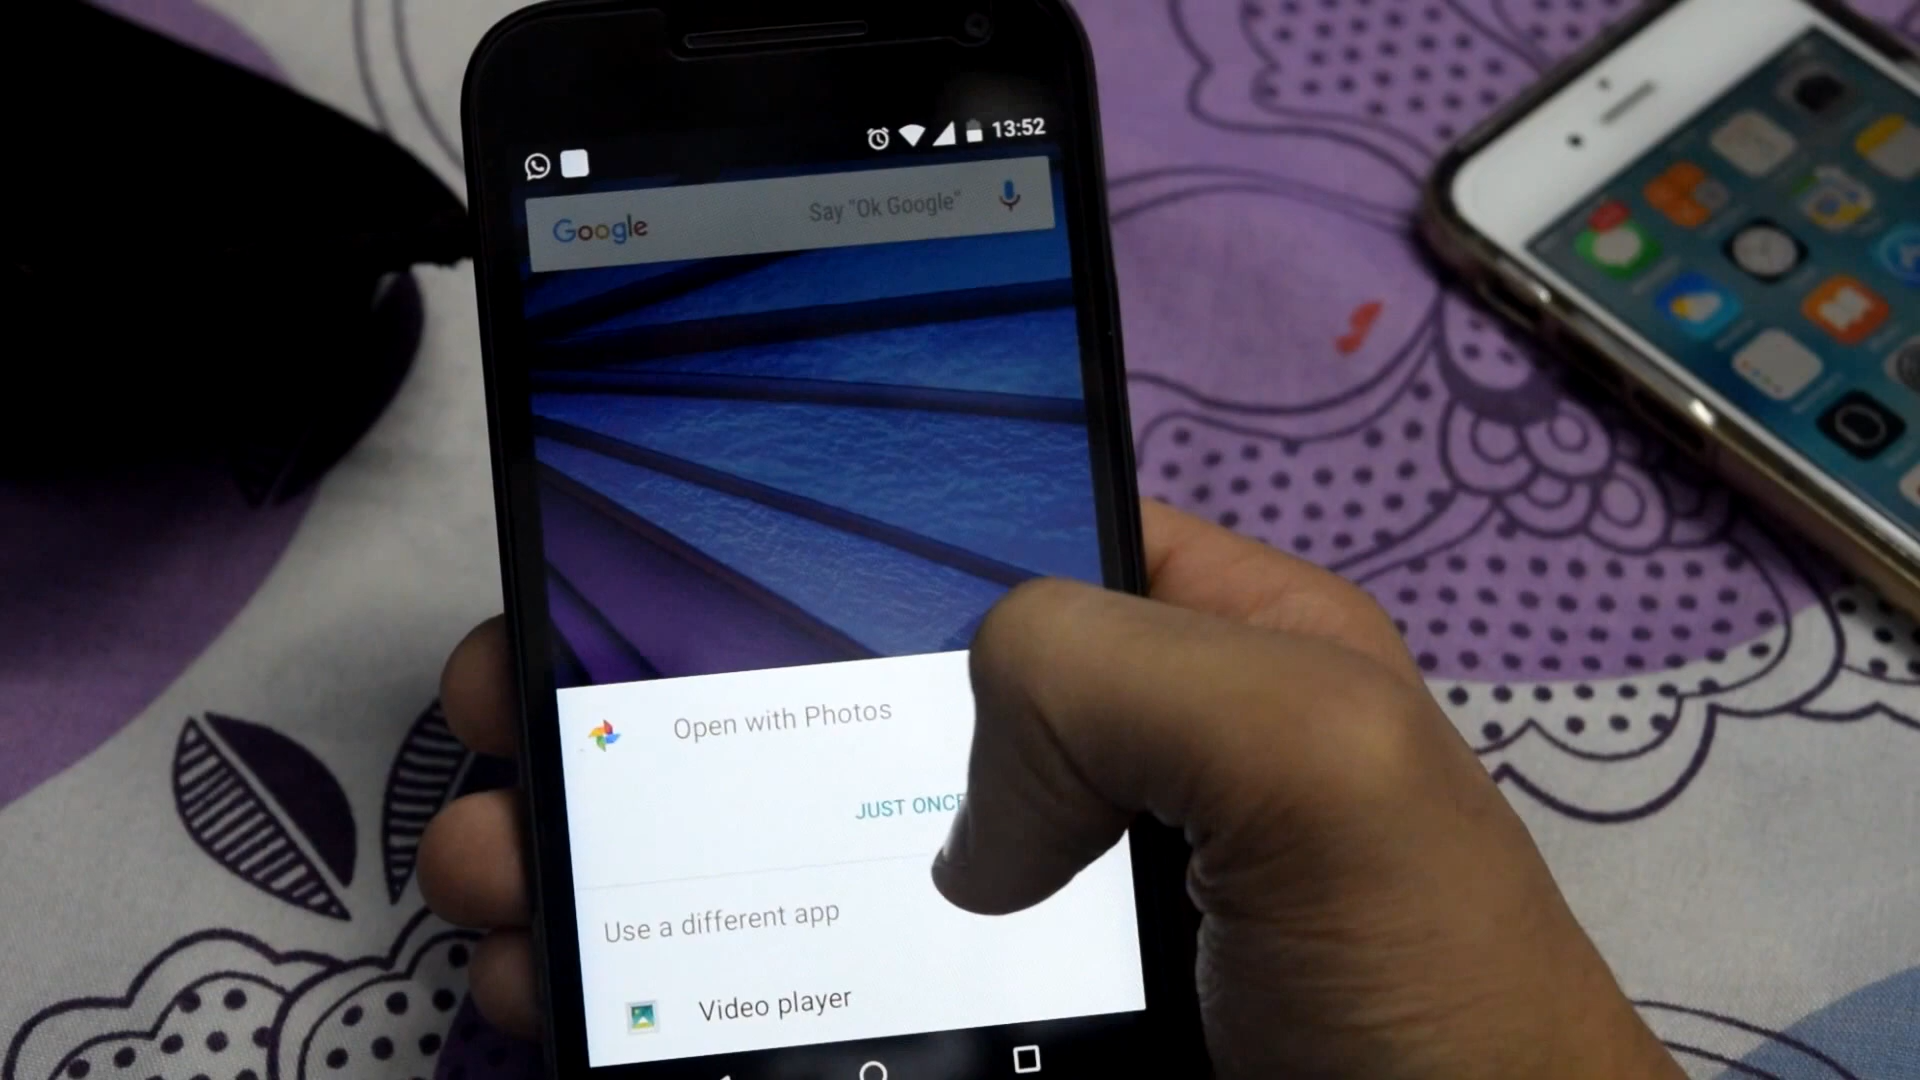 13:52
Google Say "Ok Google"
Open with Photos
JUST ONCE
Use a different app
Video player